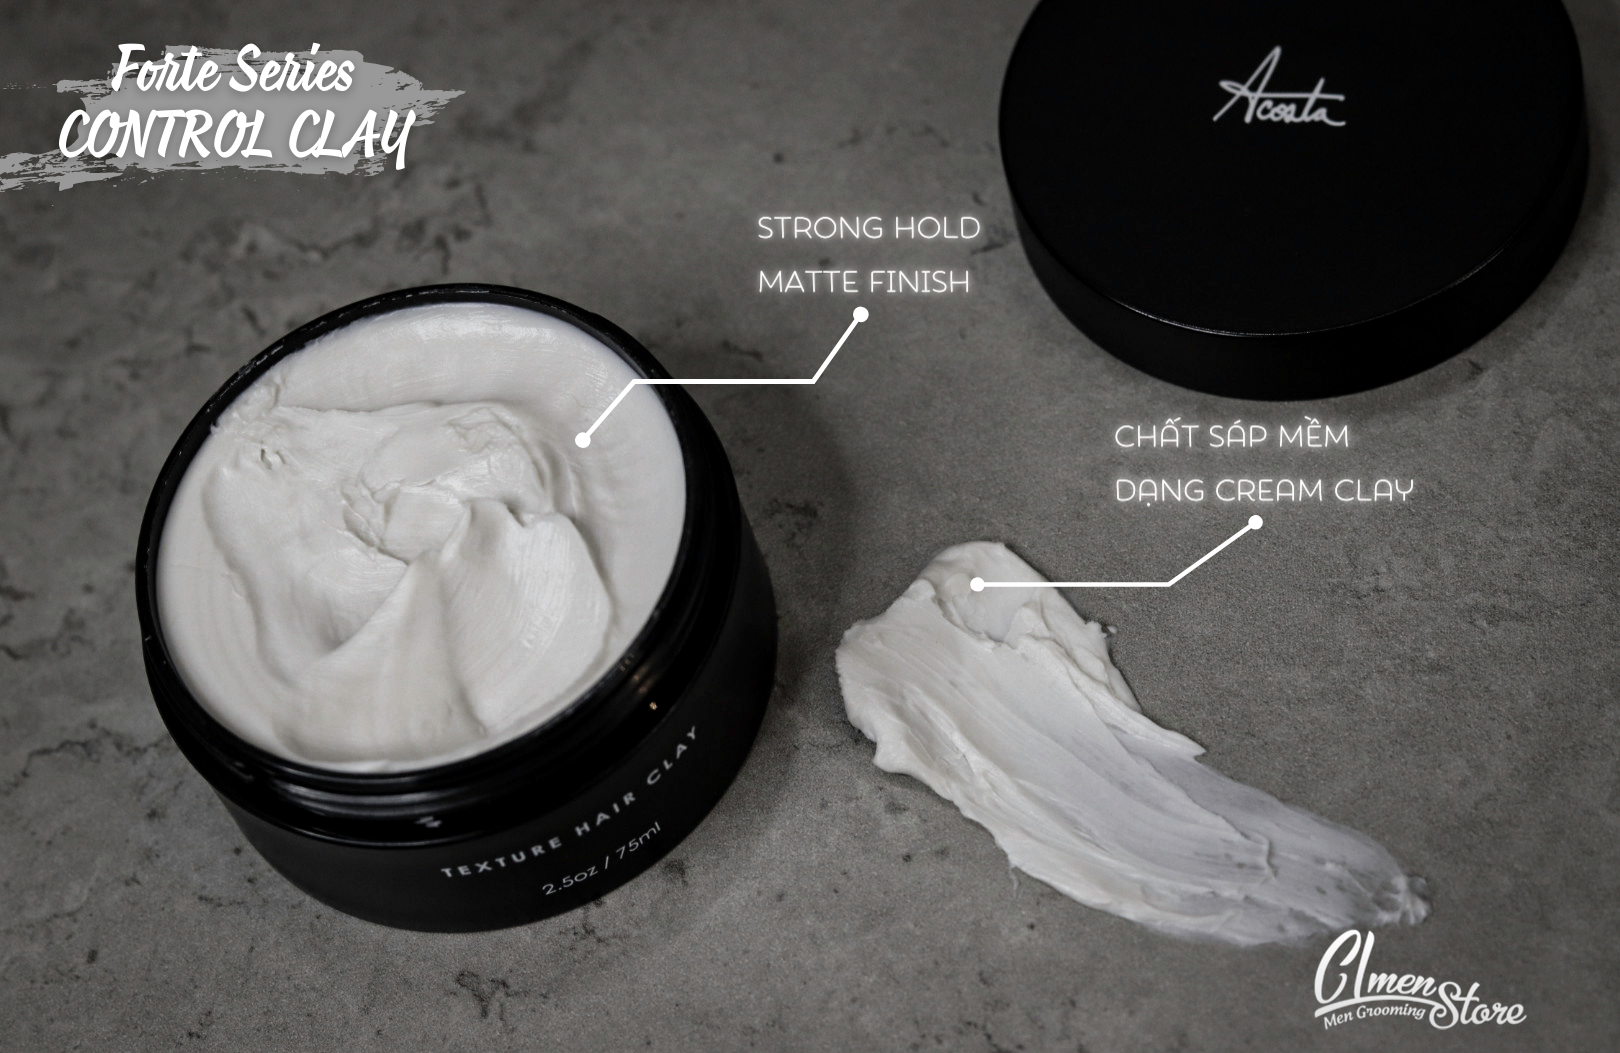 Forte Series
CONTROL CLAY
Acosta
STRONG HOLD
MATTE FINISH
CHẤT SÁP MỀM
DẠNG CREAM CLAY
TEXTURE HAIR CLAY
2.5oz / 75ml
CImen Store
Men Grooming